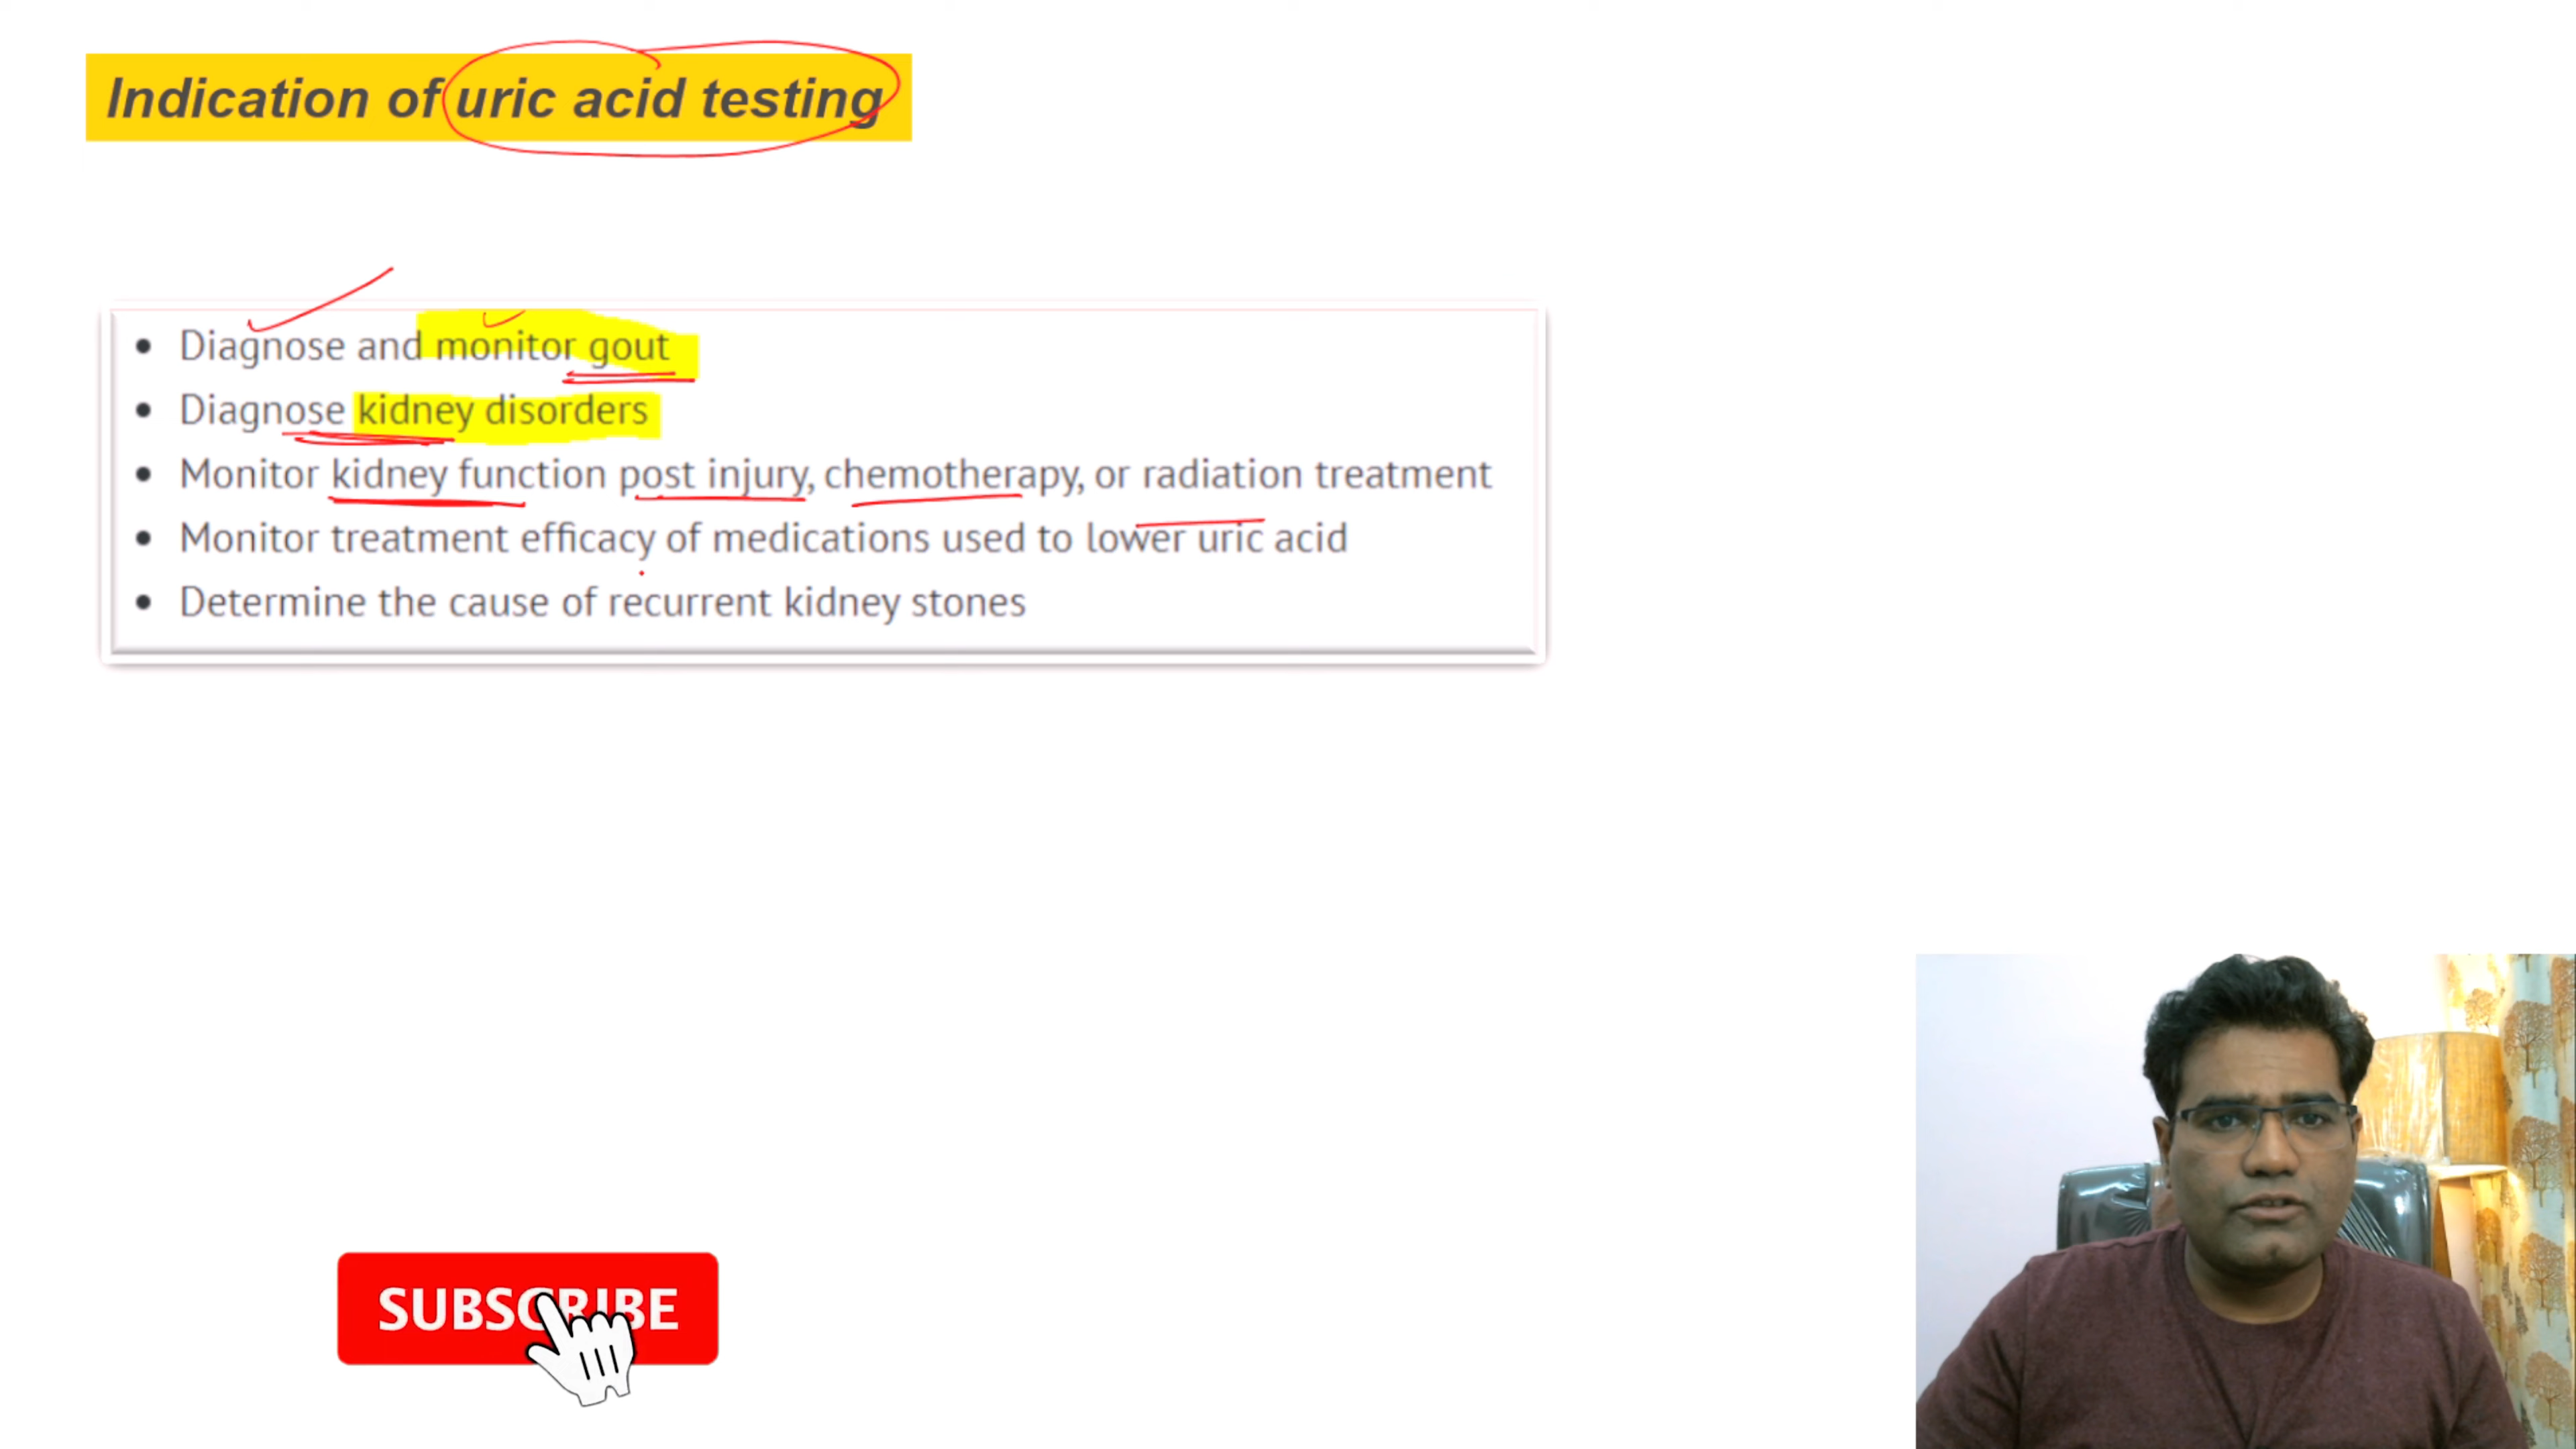 Indication of uric acid testing
• Diagnose and monitor gout
• Diagnose kidney disorders
• Monitor kidney function post injury, chemotherapy, or radiation treatment
• Monitor treatment efficacy of medications used to lower uric acid
• Determine the cause of recurrent kidney stones
SUBSCRIBE